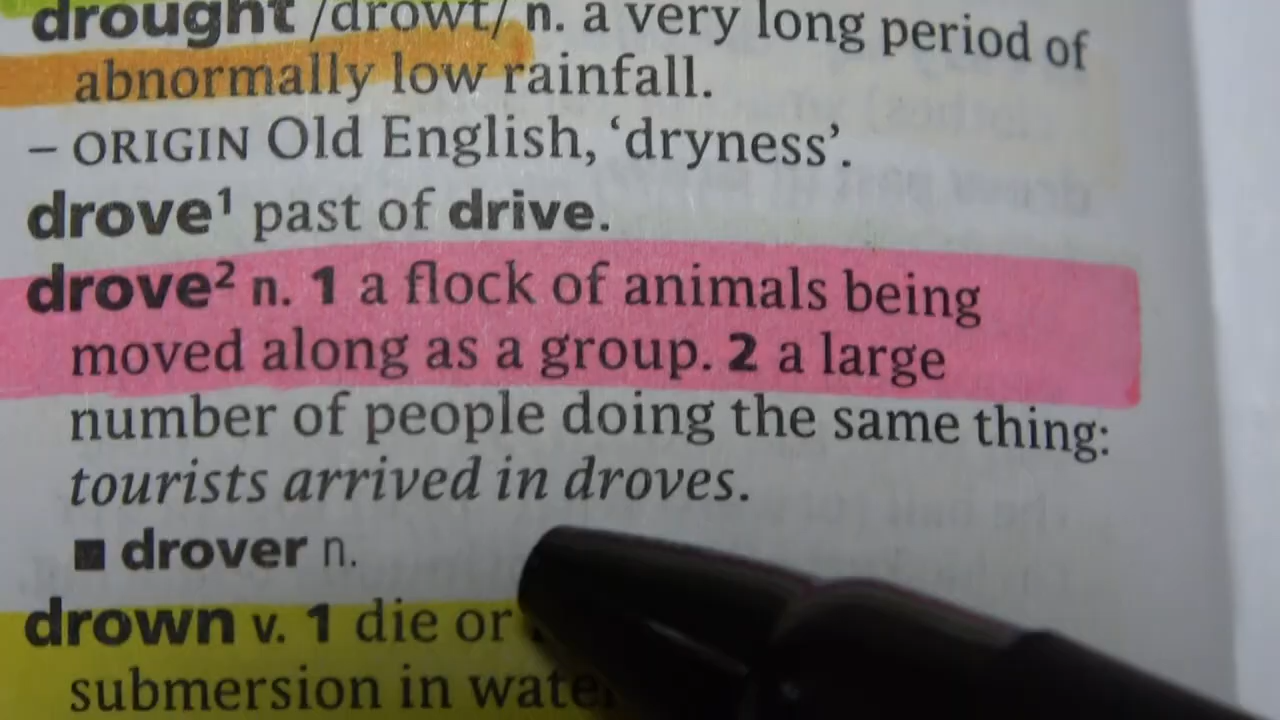 drought /drowt/ n. a very long period of
abnormally low rainfall.
– ORIGIN Old English, ‘dryness’.
drove¹ past of drive.
drove² n. 1 a flock of animals being
moved along as a group. 2 a large
number of people doing the same thing:
tourists arrived in droves.
■ drover n.
drown v. 1 die or
submersion in water